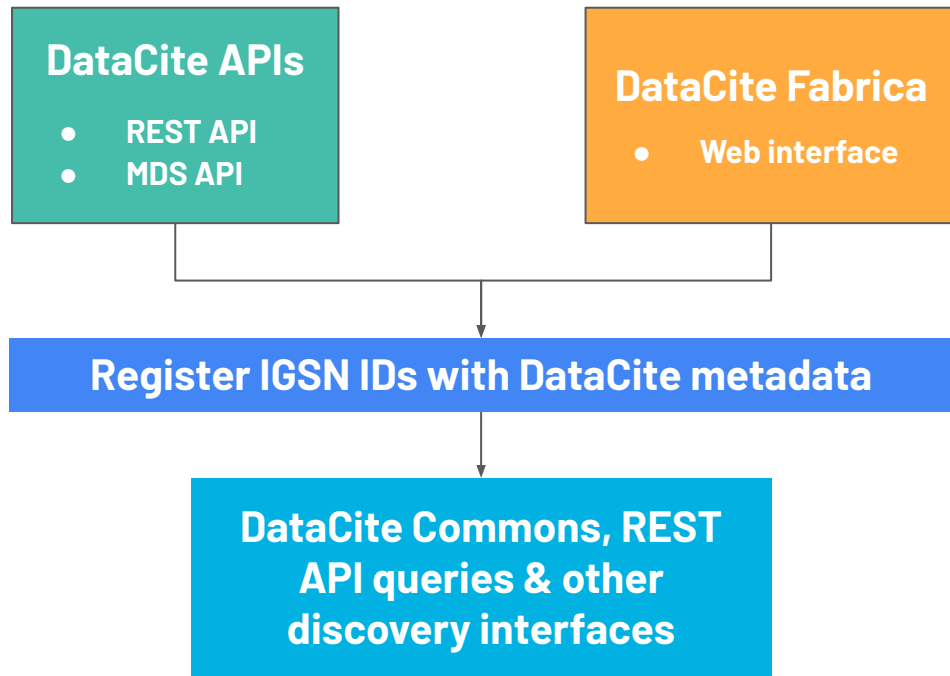 DataCite APIs
● REST API
● MDS API
DataCite Fabrica
● Web interface
Register IGSN IDs with DataCite metadata
DataCite Commons, REST
API queries & other
discovery interfaces